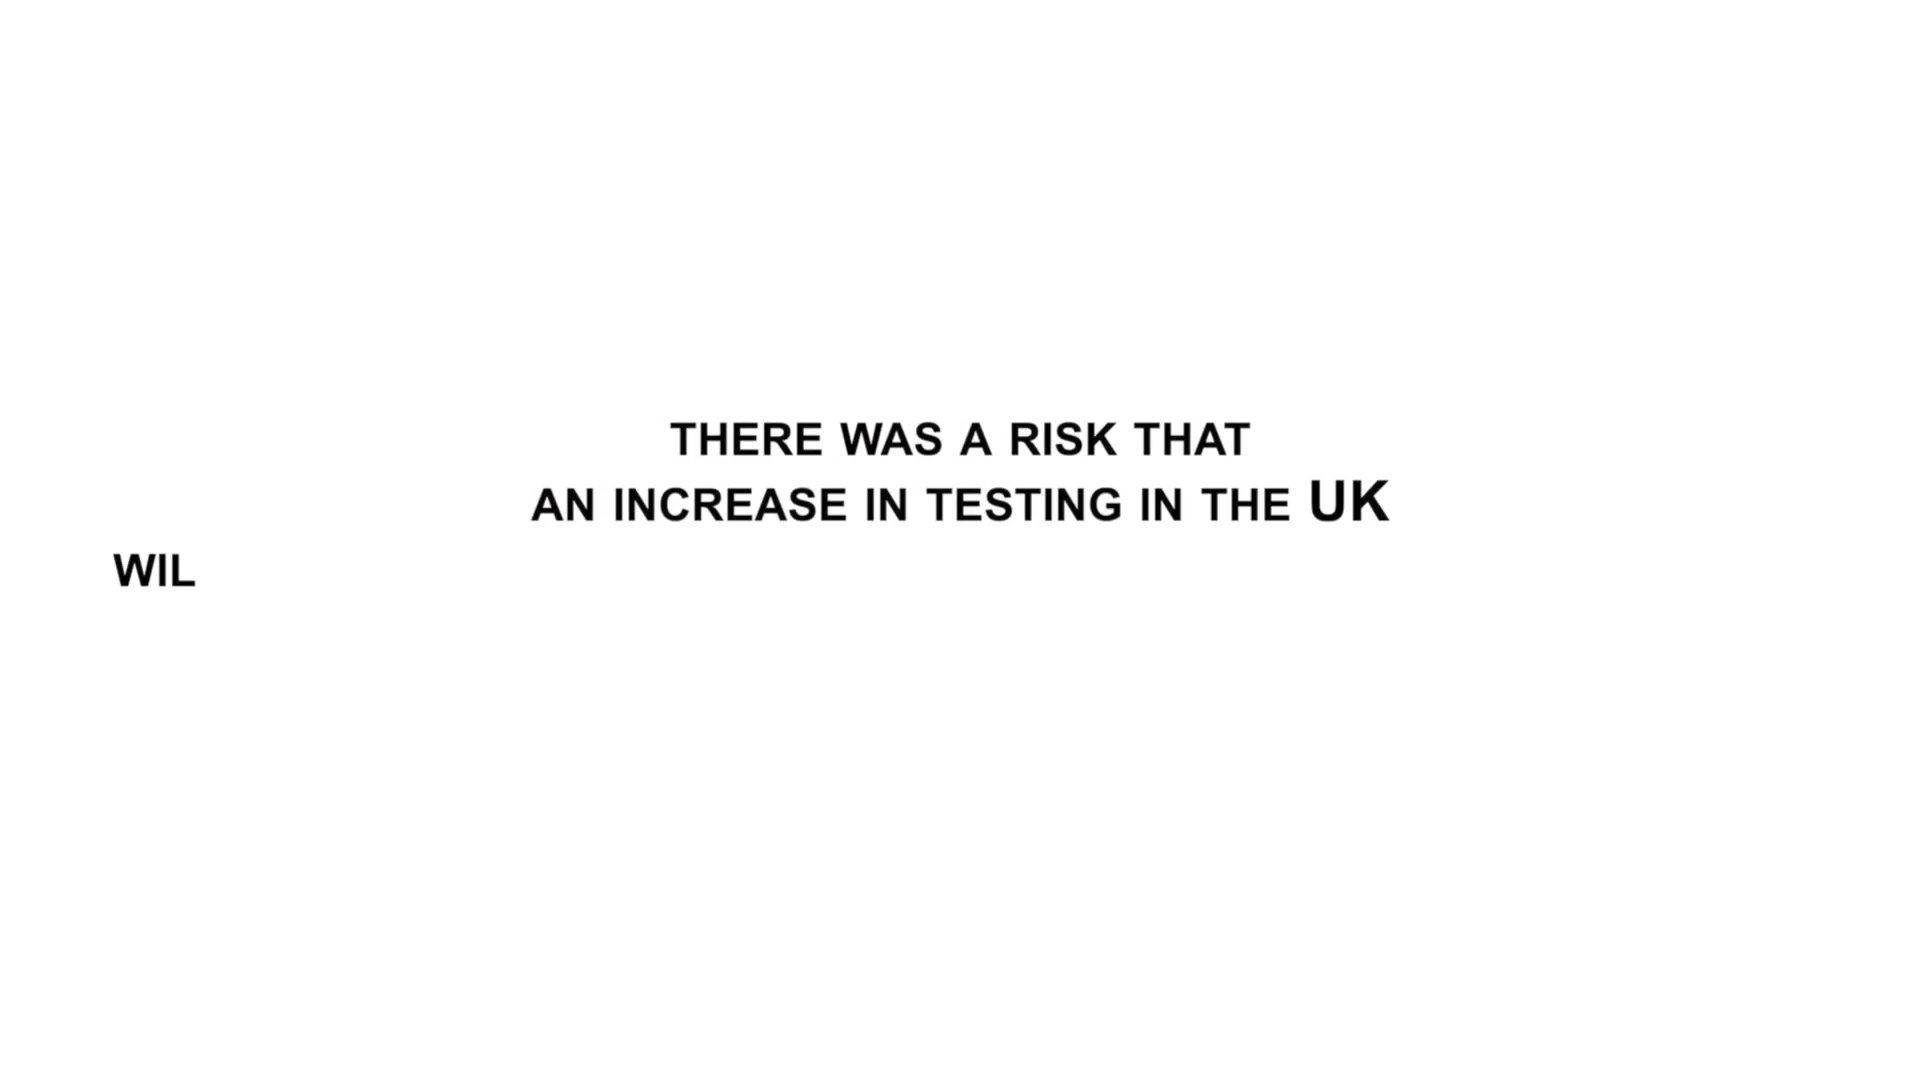 THERE WAS A RISK THAT
AN INCREASE IN TESTING IN THE UK
WIL